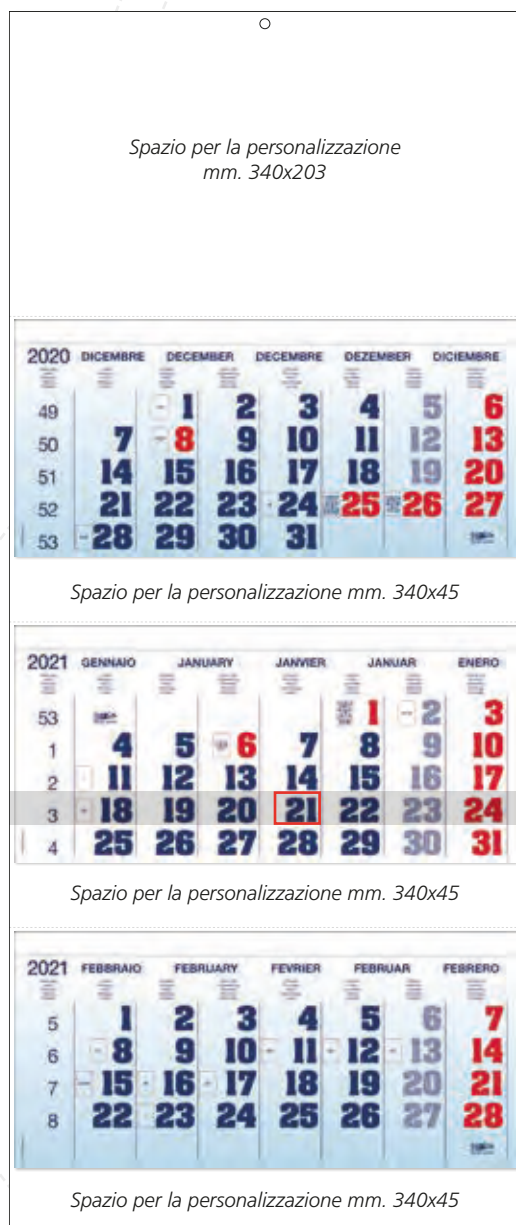 Spazio per la personalizzazione
mm. 340x203
2020 DICEMBRE DECEMBER DECEMBRE DEZEMBER DICIEMBRE
49 1 2 3 4 5 6
50 7 8 9 10 11 12 13
51 14 15 16 17 18 19 20
52 21 22 23 24 25 26 27
53 28 29 30 31
Spazio per la personalizzazione mm. 340x45
2021 GENNAIO JANUARY JANVIER JANUAR ENERO
53 1 2 3
1 4 5 6 7 8 9 10
2 11 12 13 14 15 16 17
3 18 19 20 21 22 23 24
4 25 26 27 28 29 30 31
Spazio per la personalizzazione mm. 340x45
2021 FEBBRAIO FEBRUARY FEVRIER FEBRUAR FEBRERO
5 1 2 3 4 5 6 7
6 8 9 10 11 12 13 14
7 15 16 17 18 19 20 21
8 22 23 24 25 26 27 28
Spazio per la personalizzazione mm. 340x45